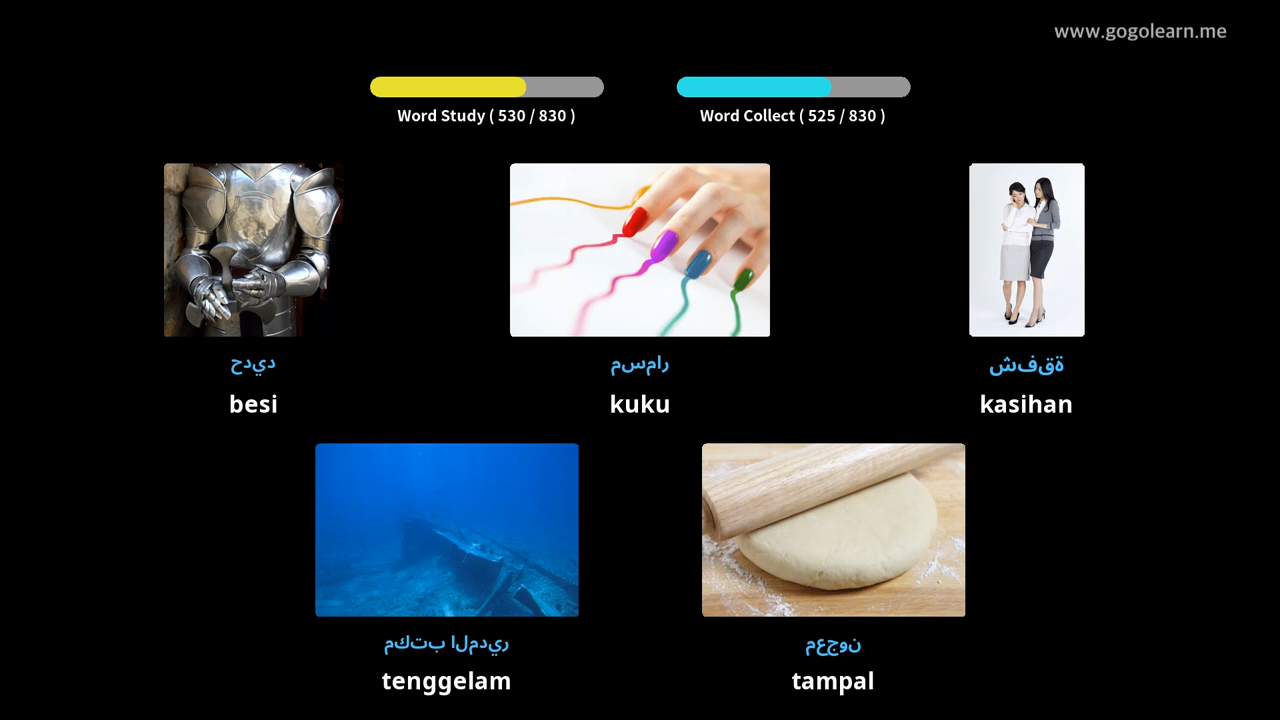 www.gogolearn.me
Word Study ( 530 / 830 )
Word Collect ( 525 / 830 )
حديد
مسمار
شفقة
besi
kuku
kasihan
مكتب المدير
معجون
tenggelam
tampal